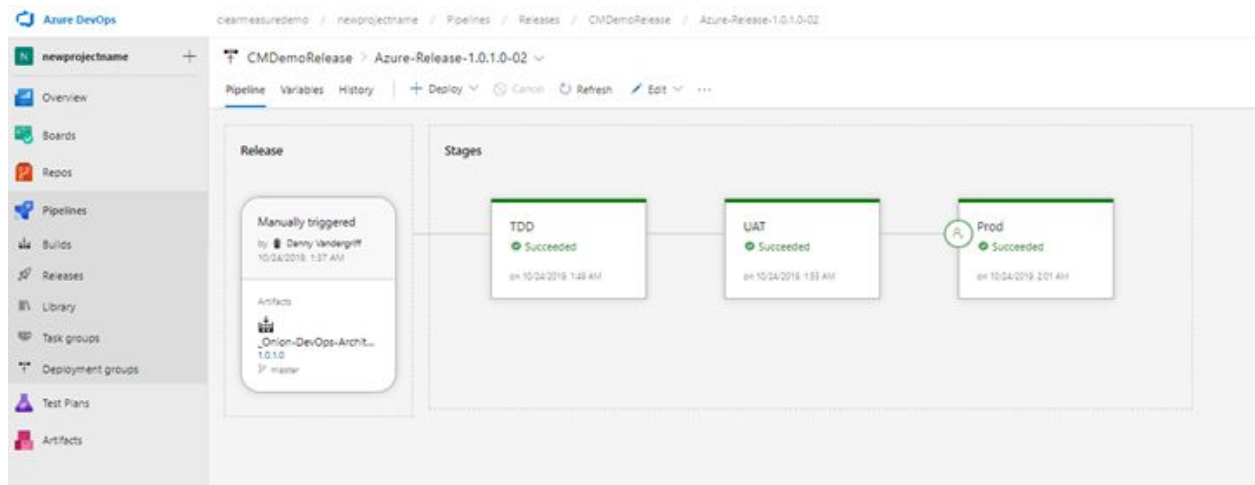 Azure DevOps
clearmeasuredemo / newprojectname / Pipelines / Releases / CMDemoRelease / Azure-Release-1.0.1.0-02
N newprojectname +
CMDemoRelease > Azure-Release-1.0.1.0-02
Pipeline Variables History + Deploy Cancel Refresh Edit ...
Overview
Boards
Repos
Pipelines
Builds
Releases
Library
Task groups
Deployment groups
Test Plans
Artifacts
Release
Manually triggered
by Danny Vandergriff
10/24/2019, 1:37 AM
Artifacts
_Onion-DevOps-Archit...
1.0.1.0
master
Stages
TDD
Succeeded
on 10/24/2019 1:49 AM
UAT
Succeeded
on 10/24/2019 1:55 AM
Prod
Succeeded
on 10/24/2019 2:01 AM